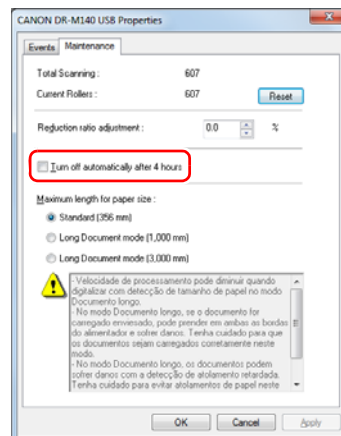 CANON DR-M140 USB Properties
Events Maintenance
Total Scanning : 607
Current Rollers : 607 Reset
Reduction ratio adjustment : 0.0 %
Turn off automatically after 4 hours
Maximum length for paper size :
Standard (356 mm)
Long Document mode (1,000 mm)
Long Document mode (3,000 mm)
- Velocidade de processamento pode diminuir quando
digitalizar com detecção de tamanho de papel no modo
Documento longo.
- No modo Documento longo, se o documento for
carregado enviesado, pode prender em ambas as bordas
do alimentador e sofrer danos. Tenha cuidado para que
os documentos sejam carregados corretamente neste
modo.
- No modo Documento longo, os documentos podem
sofrer danos com a detecção de atolamento retardada.
Tenha cuidado para evitar atolamentos de papel neste
OK Cancel Apply